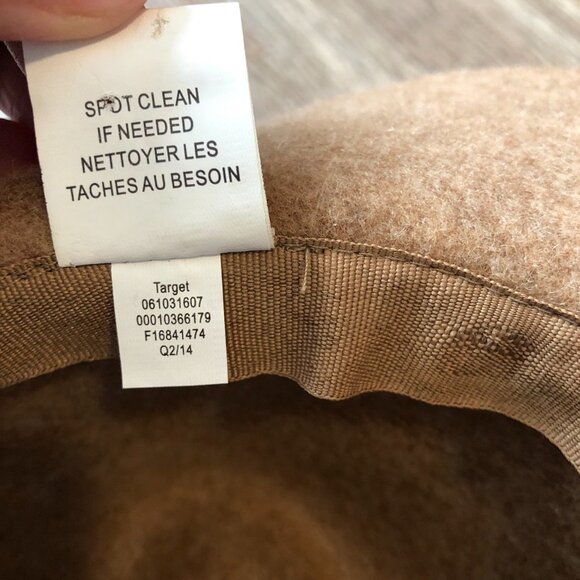 SPOT CLEAN
IF NEEDED
NETTOYER LES
TACHES AU BESOIN
Target
061031607
00010366179
F16841474
Q2/14